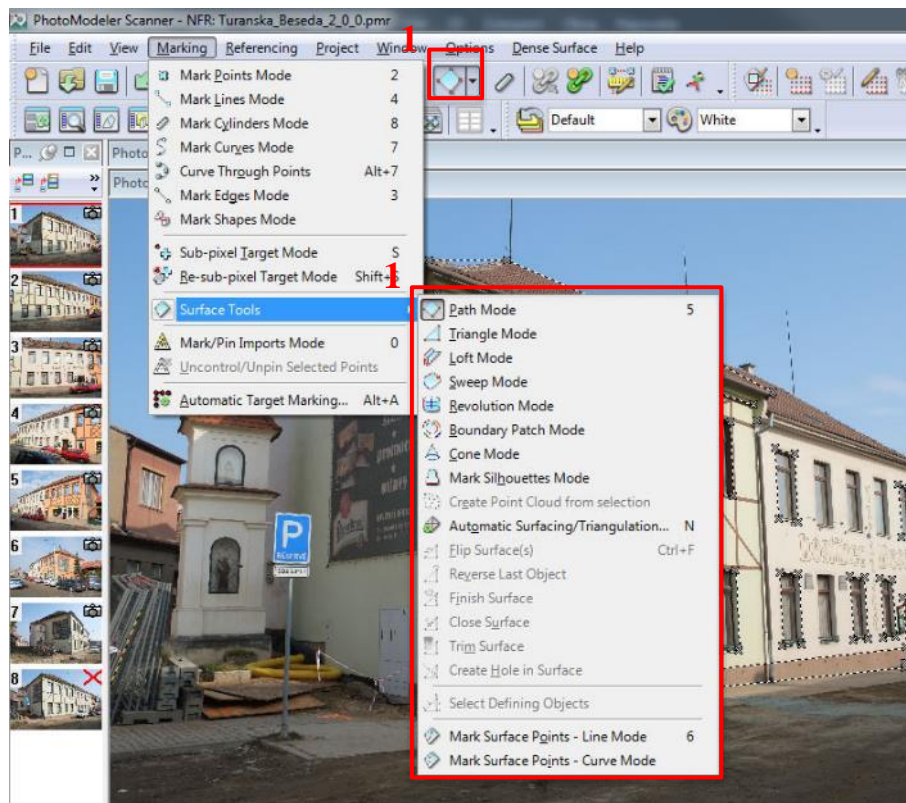 PhotoModeler Scanner - NFR: Turanska_Beseda_2_0_0.pmr
File Edit View Marking Referencing Project Window Options Dense Surface Help
1
Default White
P...
Photo
Photo
Mark Points Mode 2
Mark Lines Mode 4
Mark Cylinders Mode 8
Mark Curves Mode 7
Curve Through Points Alt+7
Mark Edges Mode 3
Mark Shapes Mode
Sub-pixel Target Mode S
Re-sub-pixel Target Mode Shift+S
Surface Tools
Mark/Pin Imports Mode 0
Uncontrol/Unpin Selected Points
Automatic Target Marking... Alt+A
1
Path Mode 5
Triangle Mode
Loft Mode
Sweep Mode
Revolution Mode
Boundary Patch Mode
Cone Mode
Mark Silhouettes Mode
Create Point Cloud from selection
Automatic Surfacing/Triangulation... N
Flip Surface(s) Ctrl+F
Reverse Last Object
Finish Surface
Close Surface
Trim Surface
Create Hole in Surface
Select Defining Objects
Mark Surface Points - Line Mode 6
Mark Surface Points - Curve Mode
1
2
3
4
5
6
7
8
P
RESERVE